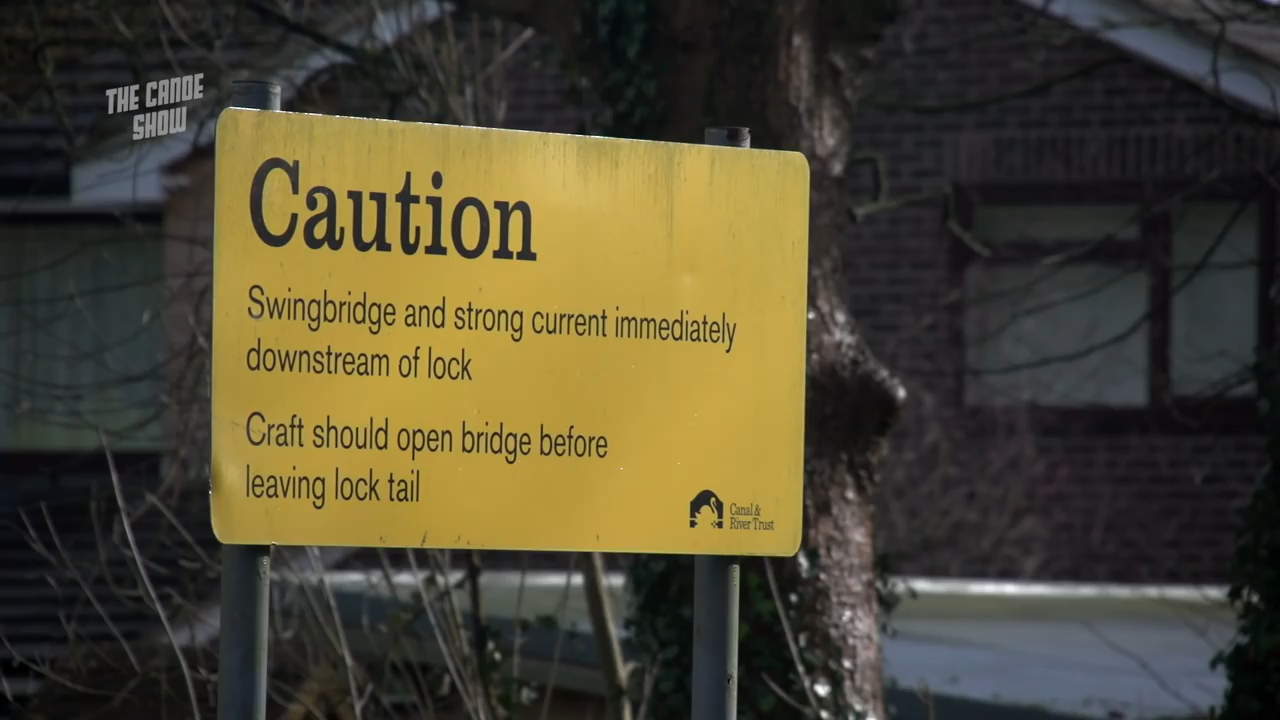 THE CANOE
SHOW
Caution
Swingbridge and strong current immediately
downstream of lock
Craft should open bridge before
leaving lock tail
Canal &
River Trust